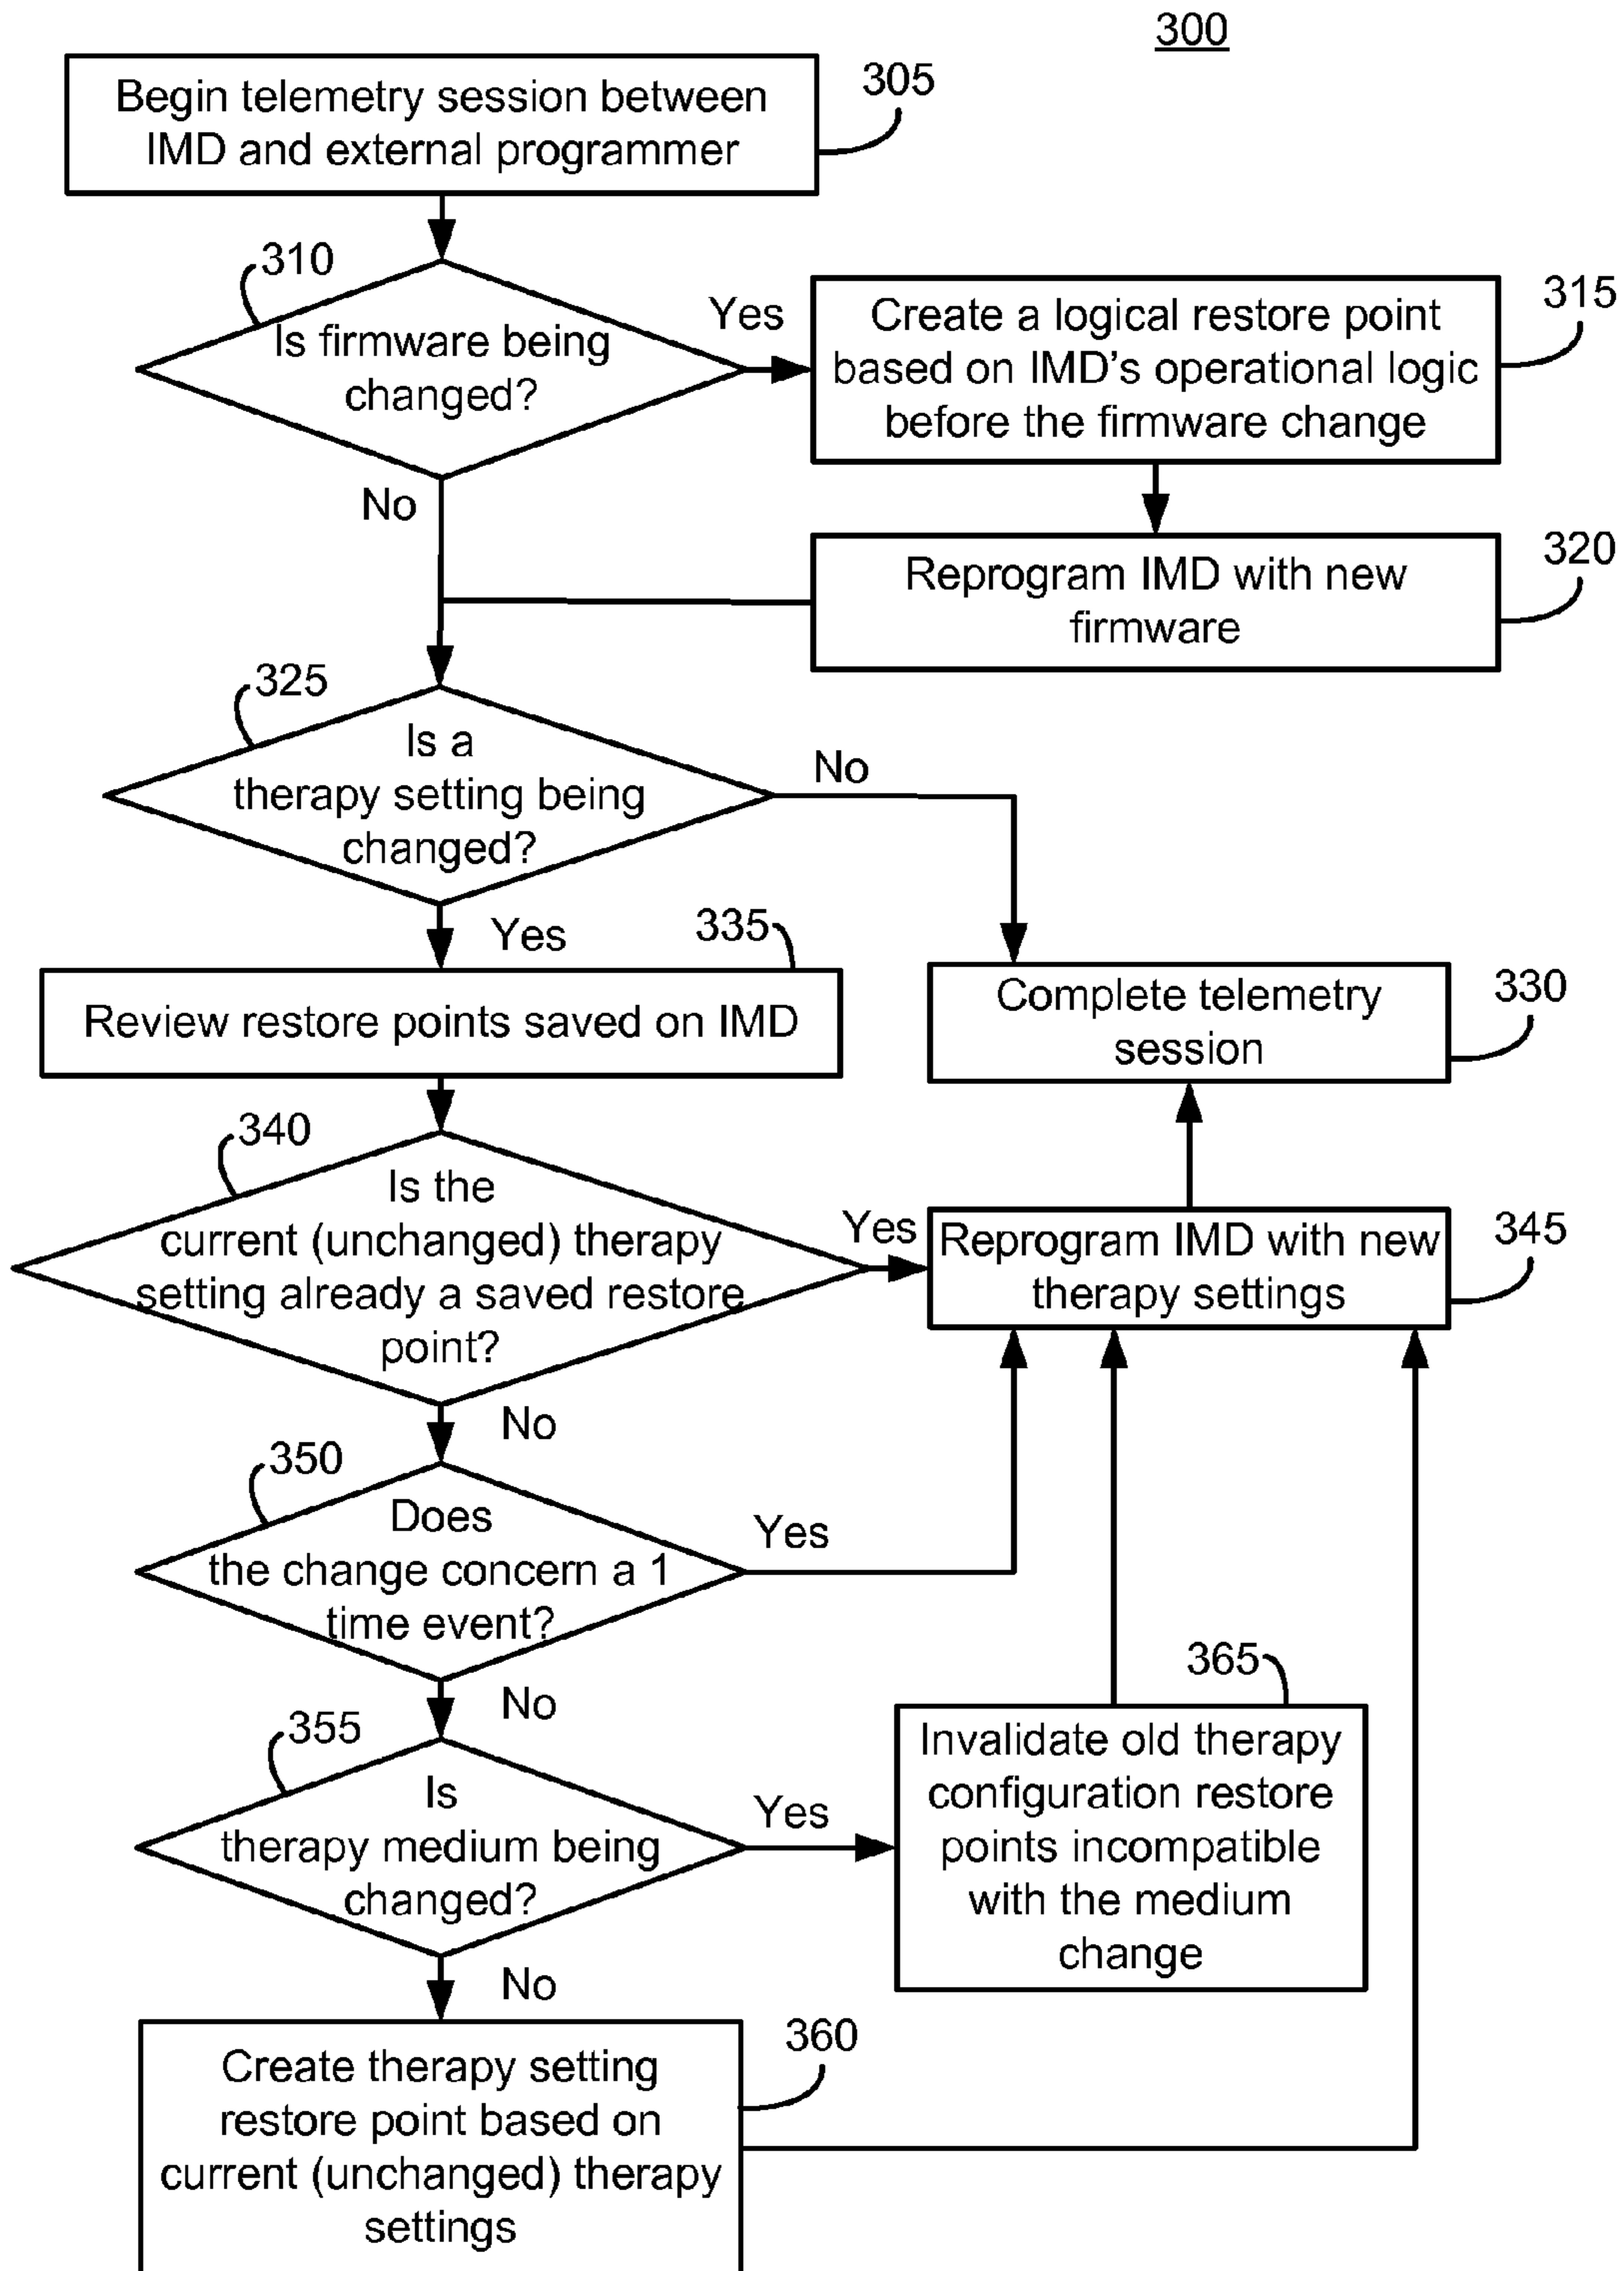 300
Begin telemetry session between
IMD and external programmer
305
310
Is firmware being
changed?
Yes
Create a logical restore point
based on IMD's operational logic
before the firmware change
315
No
Reprogram IMD with new
firmware
320
325
Is a
therapy setting being
changed?
No
Yes
335
Review restore points saved on IMD
Complete telemetry
session
330
340
Is the
current (unchanged) therapy
setting already a saved restore
point?
Yes
Reprogram IMD with new
therapy settings
345
No
350
Does
the change concern a 1
time event?
Yes
No
355
Is
therapy medium being
changed?
Yes
365
Invalidate old therapy
configuration restore
points incompatible
with the medium
change
No
Create therapy setting
restore point based on
current (unchanged) therapy
settings
360